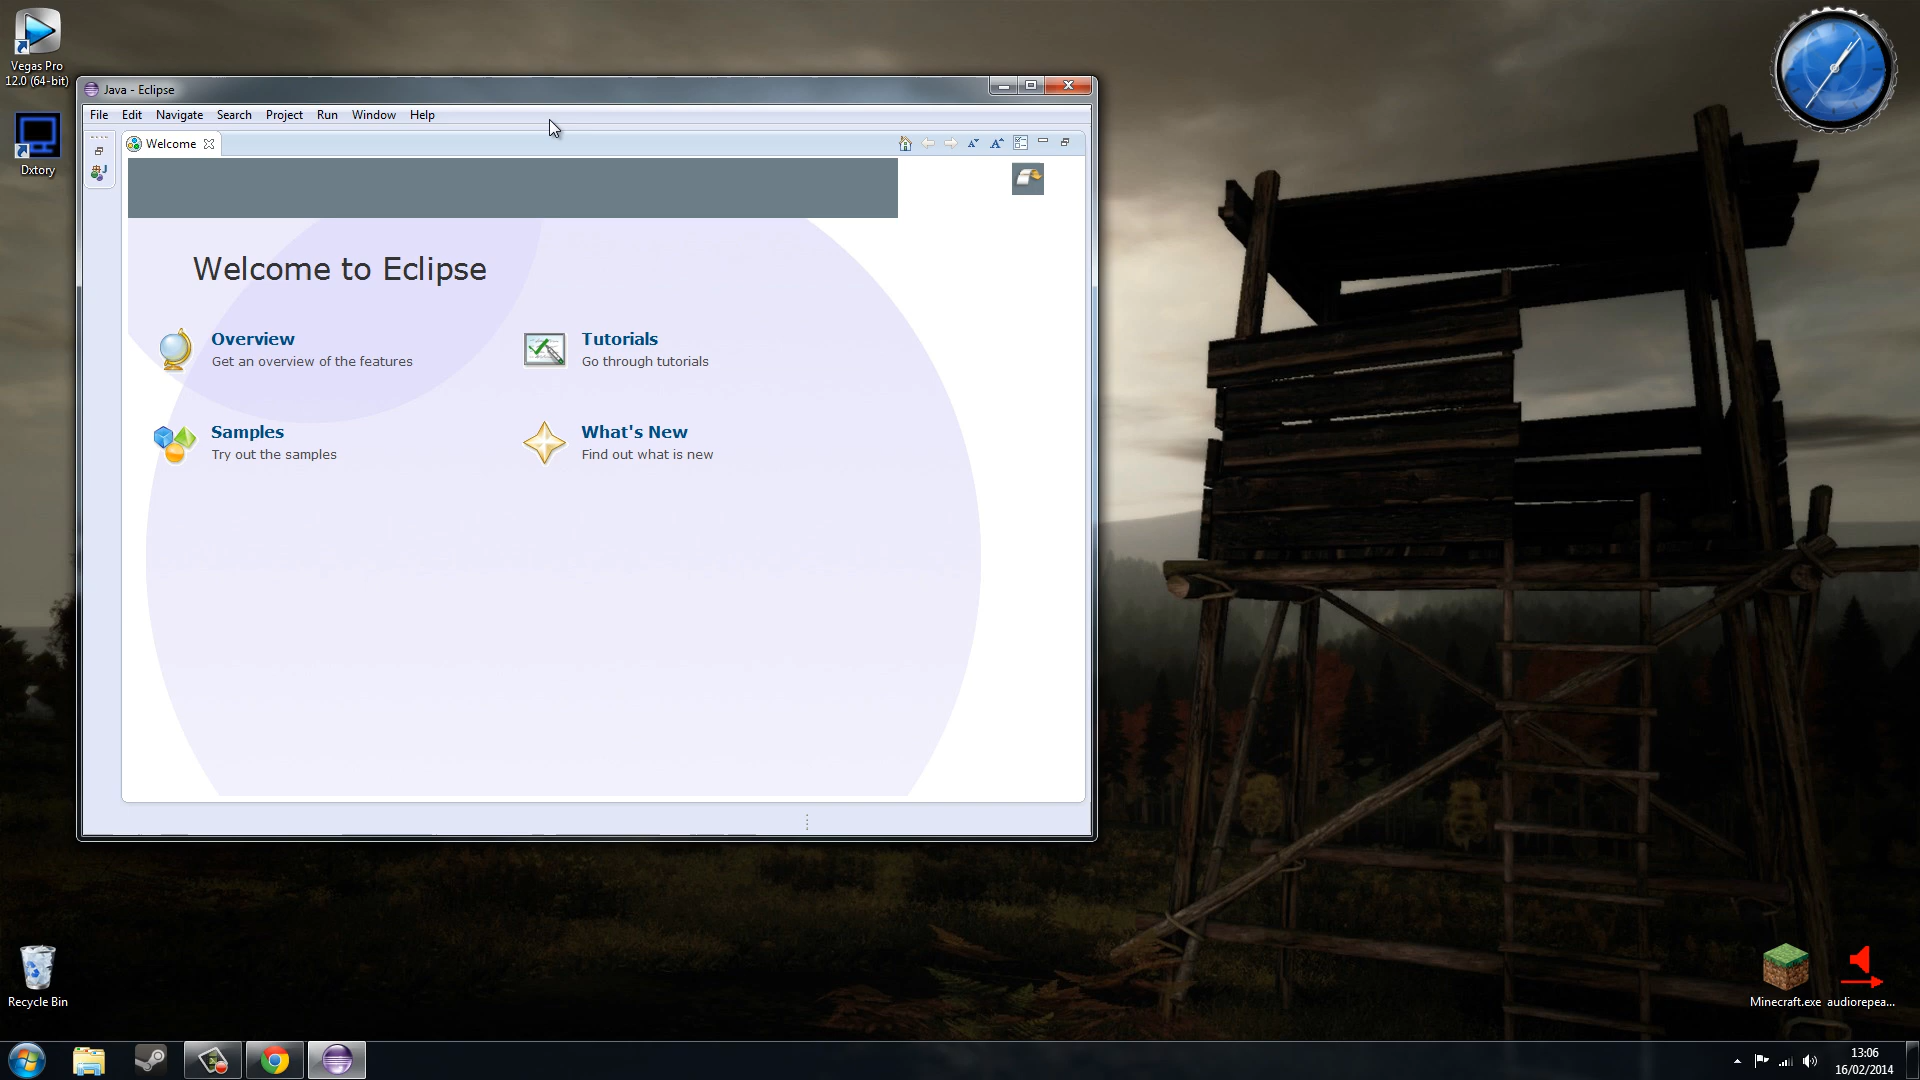 Vegas Pro
12.0 (64-bit)
Dxtory
Java - Eclipse
File Edit Navigate Search Project Run Window Help
Welcome
Welcome to Eclipse
Overview
Get an overview of the features
Tutorials
Go through tutorials
Samples
Try out the samples
What's New
Find out what is new
Recycle Bin
Minecraft.exe
audiorepea...
13:06
16/02/2014